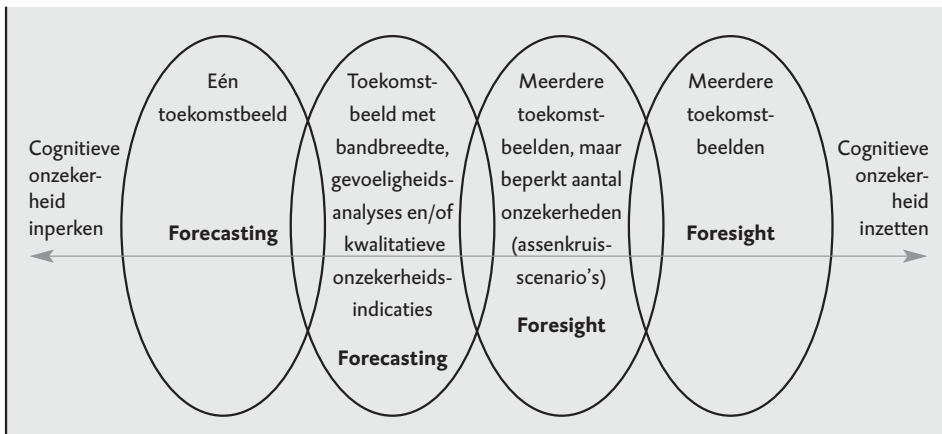 Cognitieve
onzeker-
heid
inperken
Eén
toekomstbeeld
Forecasting
Toekomst-
beeld met
bandbreedte,
gevoeligheids-
analyses en/of
kwalitatieve
onzekerheids-
indicaties
Forecasting
Meerdere
toekomst-
beelden, maar
beperkt aantal
onzekerheden
(assenkruis-
scenario's)
Foresight
Meerdere
toekomst-
beelden
Foresight
Cognitieve
onzeker-
heid
inzetten